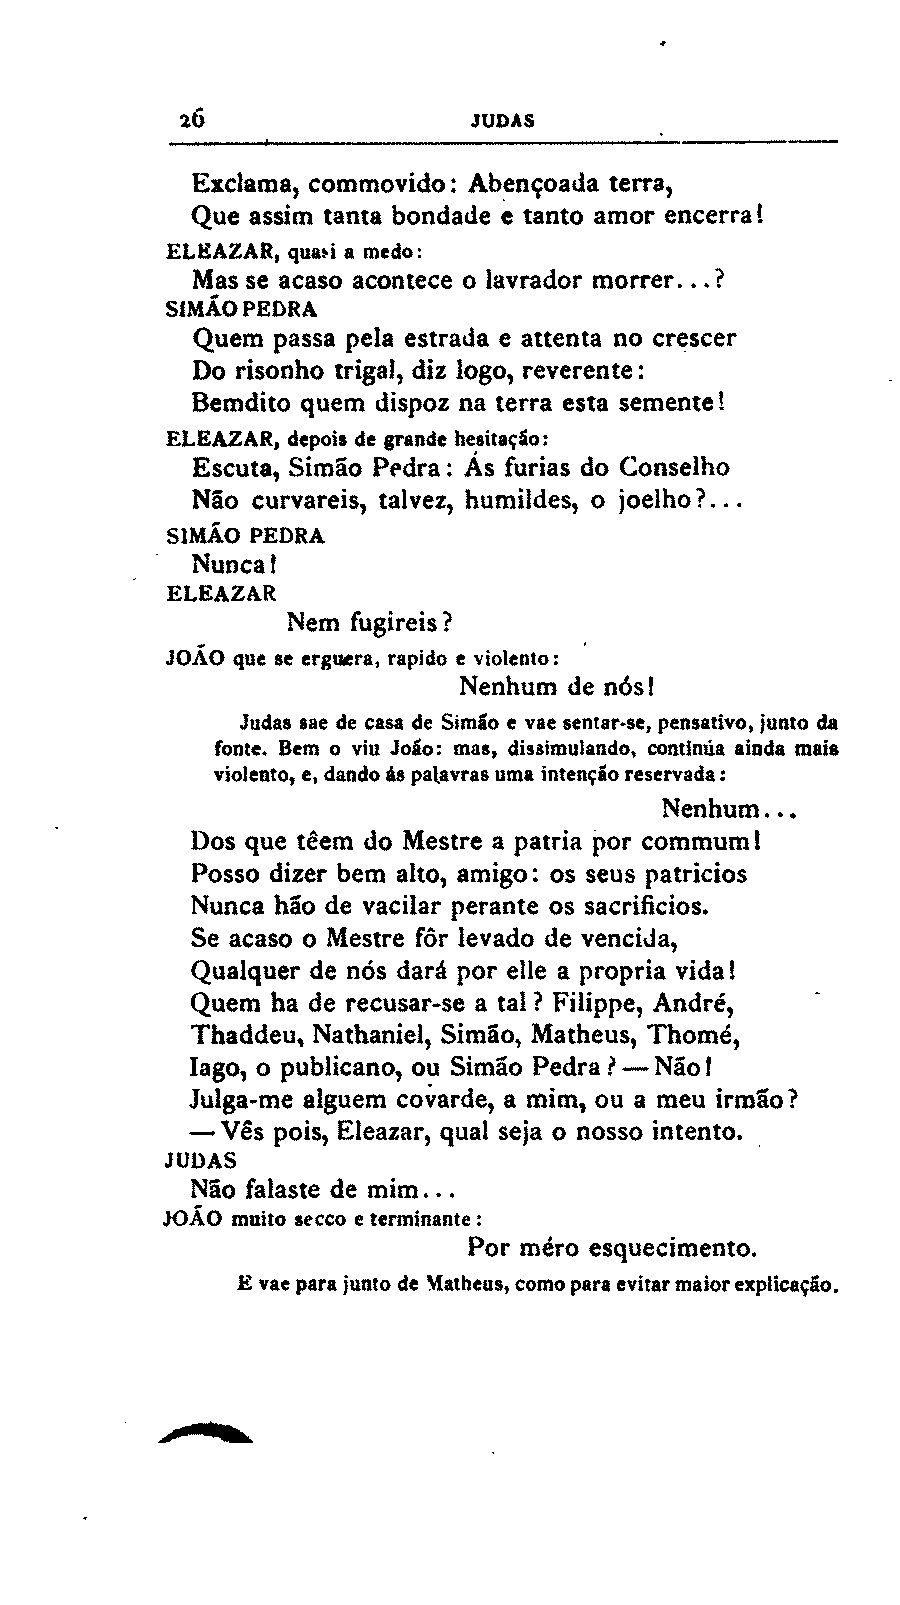 26 JUDAS
Exclama, commovido: Abençoada terra,
Que assim tanta bondade e tanto amor encerra!
ELEAZAR, quasi a medo:
Mas se acaso acontece o lavrador morrer...?
SIMÃO PEDRA
Quem passa pela estrada e attenta no crescer
Do risonho trigal, diz logo, reverente:
Bemdito quem dispoz na terra esta semente!
ELEAZAR, depois de grande hesitação:
Escuta, Simão Pedra: Ás furias do Conselho
Não curvareis, talvez, humildes, o joelho?...
SIMÃO PEDRA
Nunca!
ELEAZAR
Nem fugireis?
JOÃO que se erguera, rapido e violento:
Nenhum de nós!
Judas sae de casa de Simão e vae sentar-se, pensativo, junto da
fonte. Bem o viu João: mas, dissimulando, continúa ainda mais
violento, e, dando ás palavras uma intenção reservada:
Nenhum...
Dos que têem do Mestre a patria por commum!
Posso dizer bem alto, amigo: os seus patricios
Nunca hão de vacilar perante os sacrificios.
Se acaso o Mestre fôr levado de vencida,
Qualquer de nós dará por elle a propria vida!
Quem ha de recusar-se a tal? Filippe, André,
Thaddeu, Nathaniel, Simão, Matheus, Thomé,
Iago, o publicano, ou Simão Pedra?—Não!
Julga-me alguem covarde, a mim, ou a meu irmão?
—Vês pois, Eleazar, qual seja o nosso intento.
JUDAS
Não falaste de mim...
JOÃO muito secco e terminante:
Por méro esquecimento.
E vae para junto de Matheus, como para evitar maior explicação.